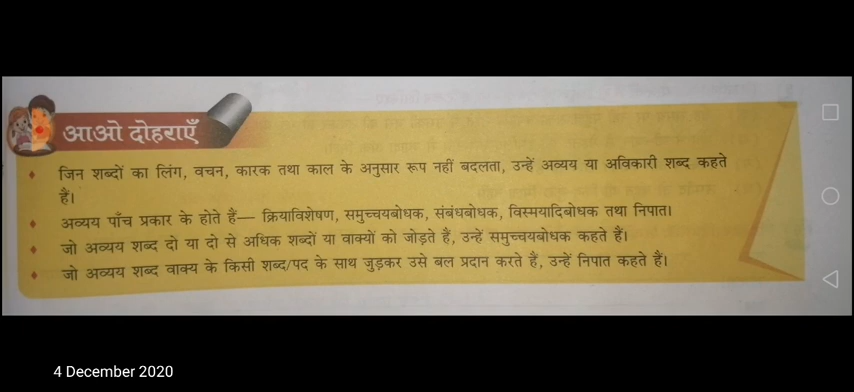 आओ दोहराएँ
जिन शब्दों का लिंग, वचन, कारक तथा काल के अनुसार रूप नहीं बदलता, उन्हें अव्यय या अविकारी शब्द कहते
हैं।
अव्यय पाँच प्रकार के होते हैं— क्रियाविशेषण, समुच्चयबोधक, संबंधबोधक, विस्मयादिबोधक तथा निपात।
जो अव्यय शब्द दो या दो से अधिक शब्दों या वाक्यों को जोड़ते हैं, उन्हें समुच्चयबोधक कहते हैं।
जो अव्यय शब्द वाक्य के किसी शब्द/पद के साथ जुड़कर उसे बल प्रदान करते हैं, उन्हें निपात कहते हैं।
4 December 2020